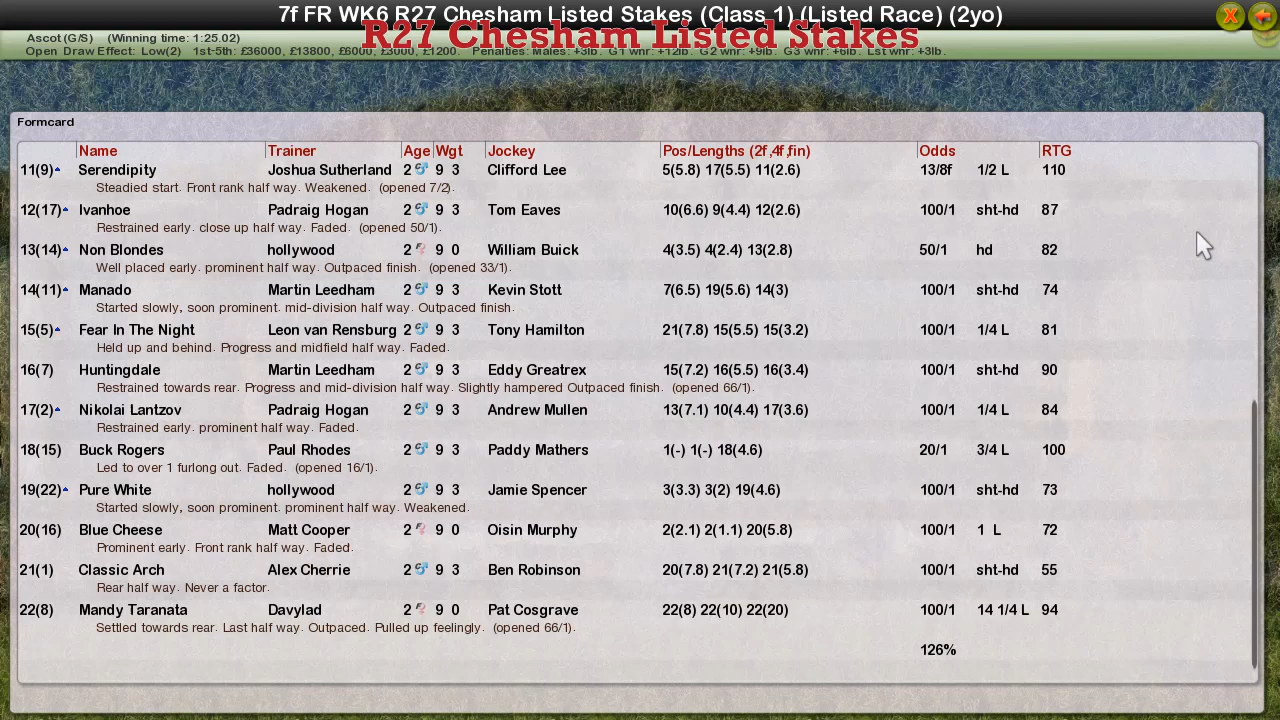 7f FR WK6 R27 Chesham Listed Stakes (Class 1) (Listed Race) (2yo)
R27 Chesham Listed Stakes
Ascot(G/S) (Winning time: 1:25.02)
Open Draw Effect: Low(2) 1st-5th: £36000, £13800, £6000, £3000, £1200. Penalties: Males: +3lb. G1 wnr: +12lb. G2 wnr: +9lb. G3 wnr: +6lb. Lst wnr: +3lb.
Formcard
Name Trainer Age Wgt Jockey Pos/Lengths (2f,4f,fin) Odds RTG
11(9) Serendipity Joshua Sutherland 2 9 3 Clifford Lee 5(5.8) 17(5.5) 11(2.6) 13/8f 1/2 L 110
Steadied start. Front rank half way. Weakened. (opened 7/2).
12(17) Ivanhoe Padraig Hogan 2 9 3 Tom Eaves 10(6.6) 9(4.4) 12(2.6) 100/1 sht-hd 87
Restrained early. close up half way. Faded. (opened 50/1).
13(14) Non Blondes hollywood 2 9 0 William Buick 4(3.5) 4(2.4) 13(2.8) 50/1 hd 82
Well placed early. prominent half way. Outpaced finish. (opened 33/1).
14(11) Manado Martin Leedham 2 9 3 Kevin Stott 7(6.5) 19(5.6) 14(3) 100/1 sht-hd 74
Started slowly, soon prominent. mid-division half way. Outpaced finish.
15(5) Fear In The Night Leon van Rensburg 2 9 3 Tony Hamilton 21(7.8) 15(5.5) 15(3.2) 100/1 1/4 L 81
Held up and behind. Progress and midfield half way. Faded.
16(7) Huntingdale Martin Leedham 2 9 3 Eddy Greatrex 15(7.2) 16(5.5) 16(3.4) 100/1 sht-hd 90
Restrained towards rear. Progress and mid-division half way. Slightly hampered Outpaced finish. (opened 66/1).
17(2) Nikolai Lantzov Padraig Hogan 2 9 3 Andrew Mullen 13(7.1) 10(4.4) 17(3.6) 100/1 1/4 L 84
Restrained early. prominent half way. Faded.
18(15) Buck Rogers Paul Rhodes 2 9 3 Paddy Mathers 1(-) 1(-) 18(4.6) 20/1 3/4 L 100
Led to over 1 furlong out. Faded. (opened 16/1).
19(22) Pure White hollywood 2 9 3 Jamie Spencer 3(3.3) 3(2) 19(4.6) 100/1 sht-hd 73
Started slowly, soon prominent. prominent half way. Weakened.
20(16) Blue Cheese Matt Cooper 2 9 0 Oisin Murphy 2(2.1) 2(1.1) 20(5.8) 100/1 1 L 72
Prominent early. Front rank half way. Faded.
21(1) Classic Arch Alex Cherrie 2 9 3 Ben Robinson 20(7.8) 21(7.2) 21(5.8) 100/1 sht-hd 55
Rear half way. Never a factor.
22(8) Mandy Taranata Davylad 2 9 0 Pat Cosgrave 22(8) 22(10) 22(20) 100/1 14 1/4 L 94
Settled towards rear. Last half way. Outpaced. Pulled up feelingly. (opened 66/1).
126%